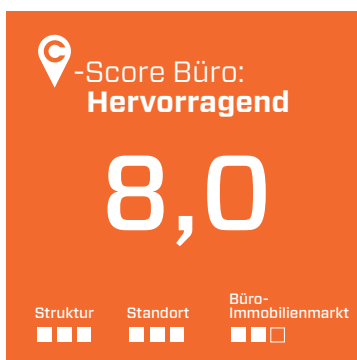 C-Score Büro:
Hervorragend
8,0
Struktur
Standort
Büro-
Immobilienmarkt